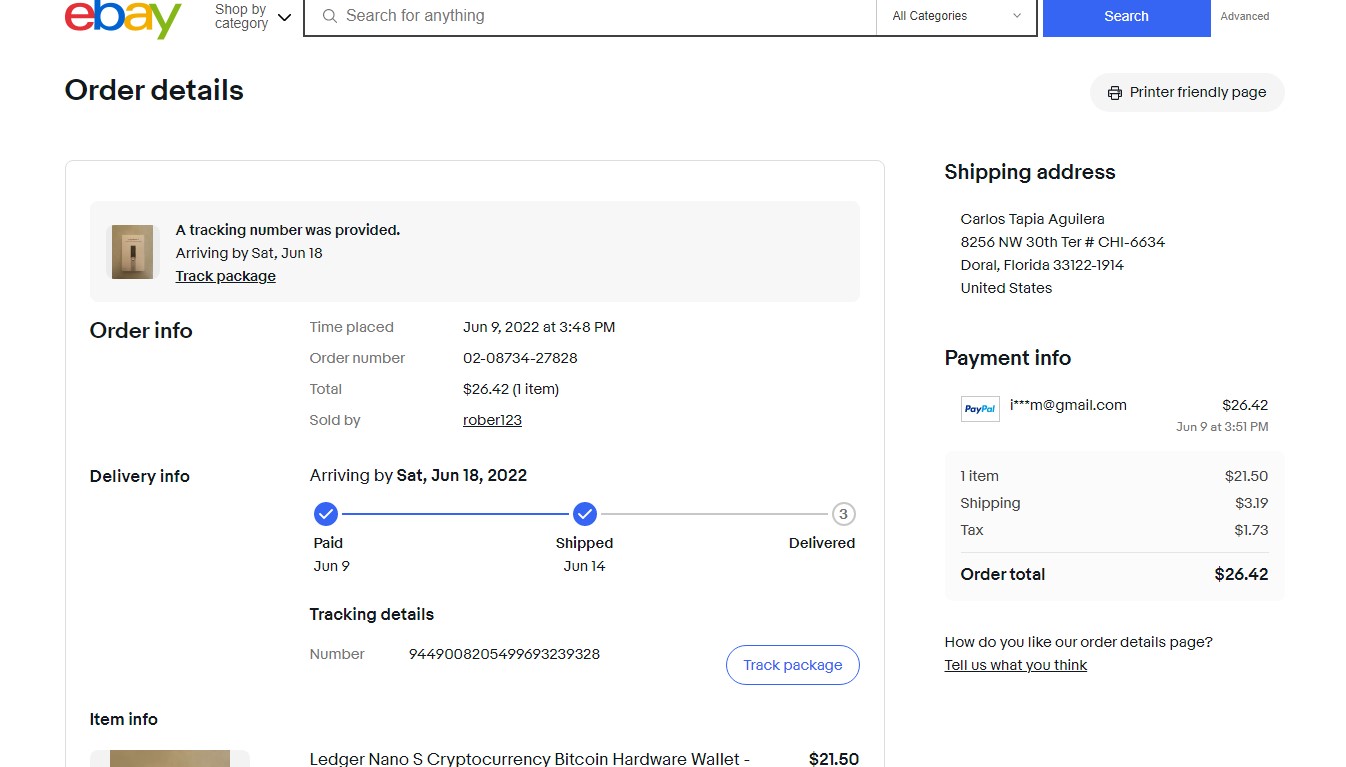 ebay
Shop by
category
Search for anything
All Categories
Search
Advanced
Order details
Printer friendly page
A tracking number was provided.
Arriving by Sat, Jun 18
Track package
Order info
Time placed Jun 9, 2022 at 3:48 PM
Order number 02-08734-27828
Total $26.42 (1 item)
Sold by rober123
Delivery info
Arriving by Sat, Jun 18, 2022
3
Paid Shipped Delivered
Jun 9 Jun 14
Tracking details
Number 9449008205499693239328
Track package
Item info
Ledger Nano S Cryptocurrency Bitcoin Hardware Wallet - $21.50
Shipping address
Carlos Tapia Aguilera
8256 NW 30th Ter # CHI-6634
Doral, Florida 33122-1914
United States
Payment info
PayPal i***m@gmail.com $26.42
Jun 9 at 3:51 PM
1 item $21.50
Shipping $3.19
Tax $1.73
Order total $26.42
How do you like our order details page?
Tell us what you think